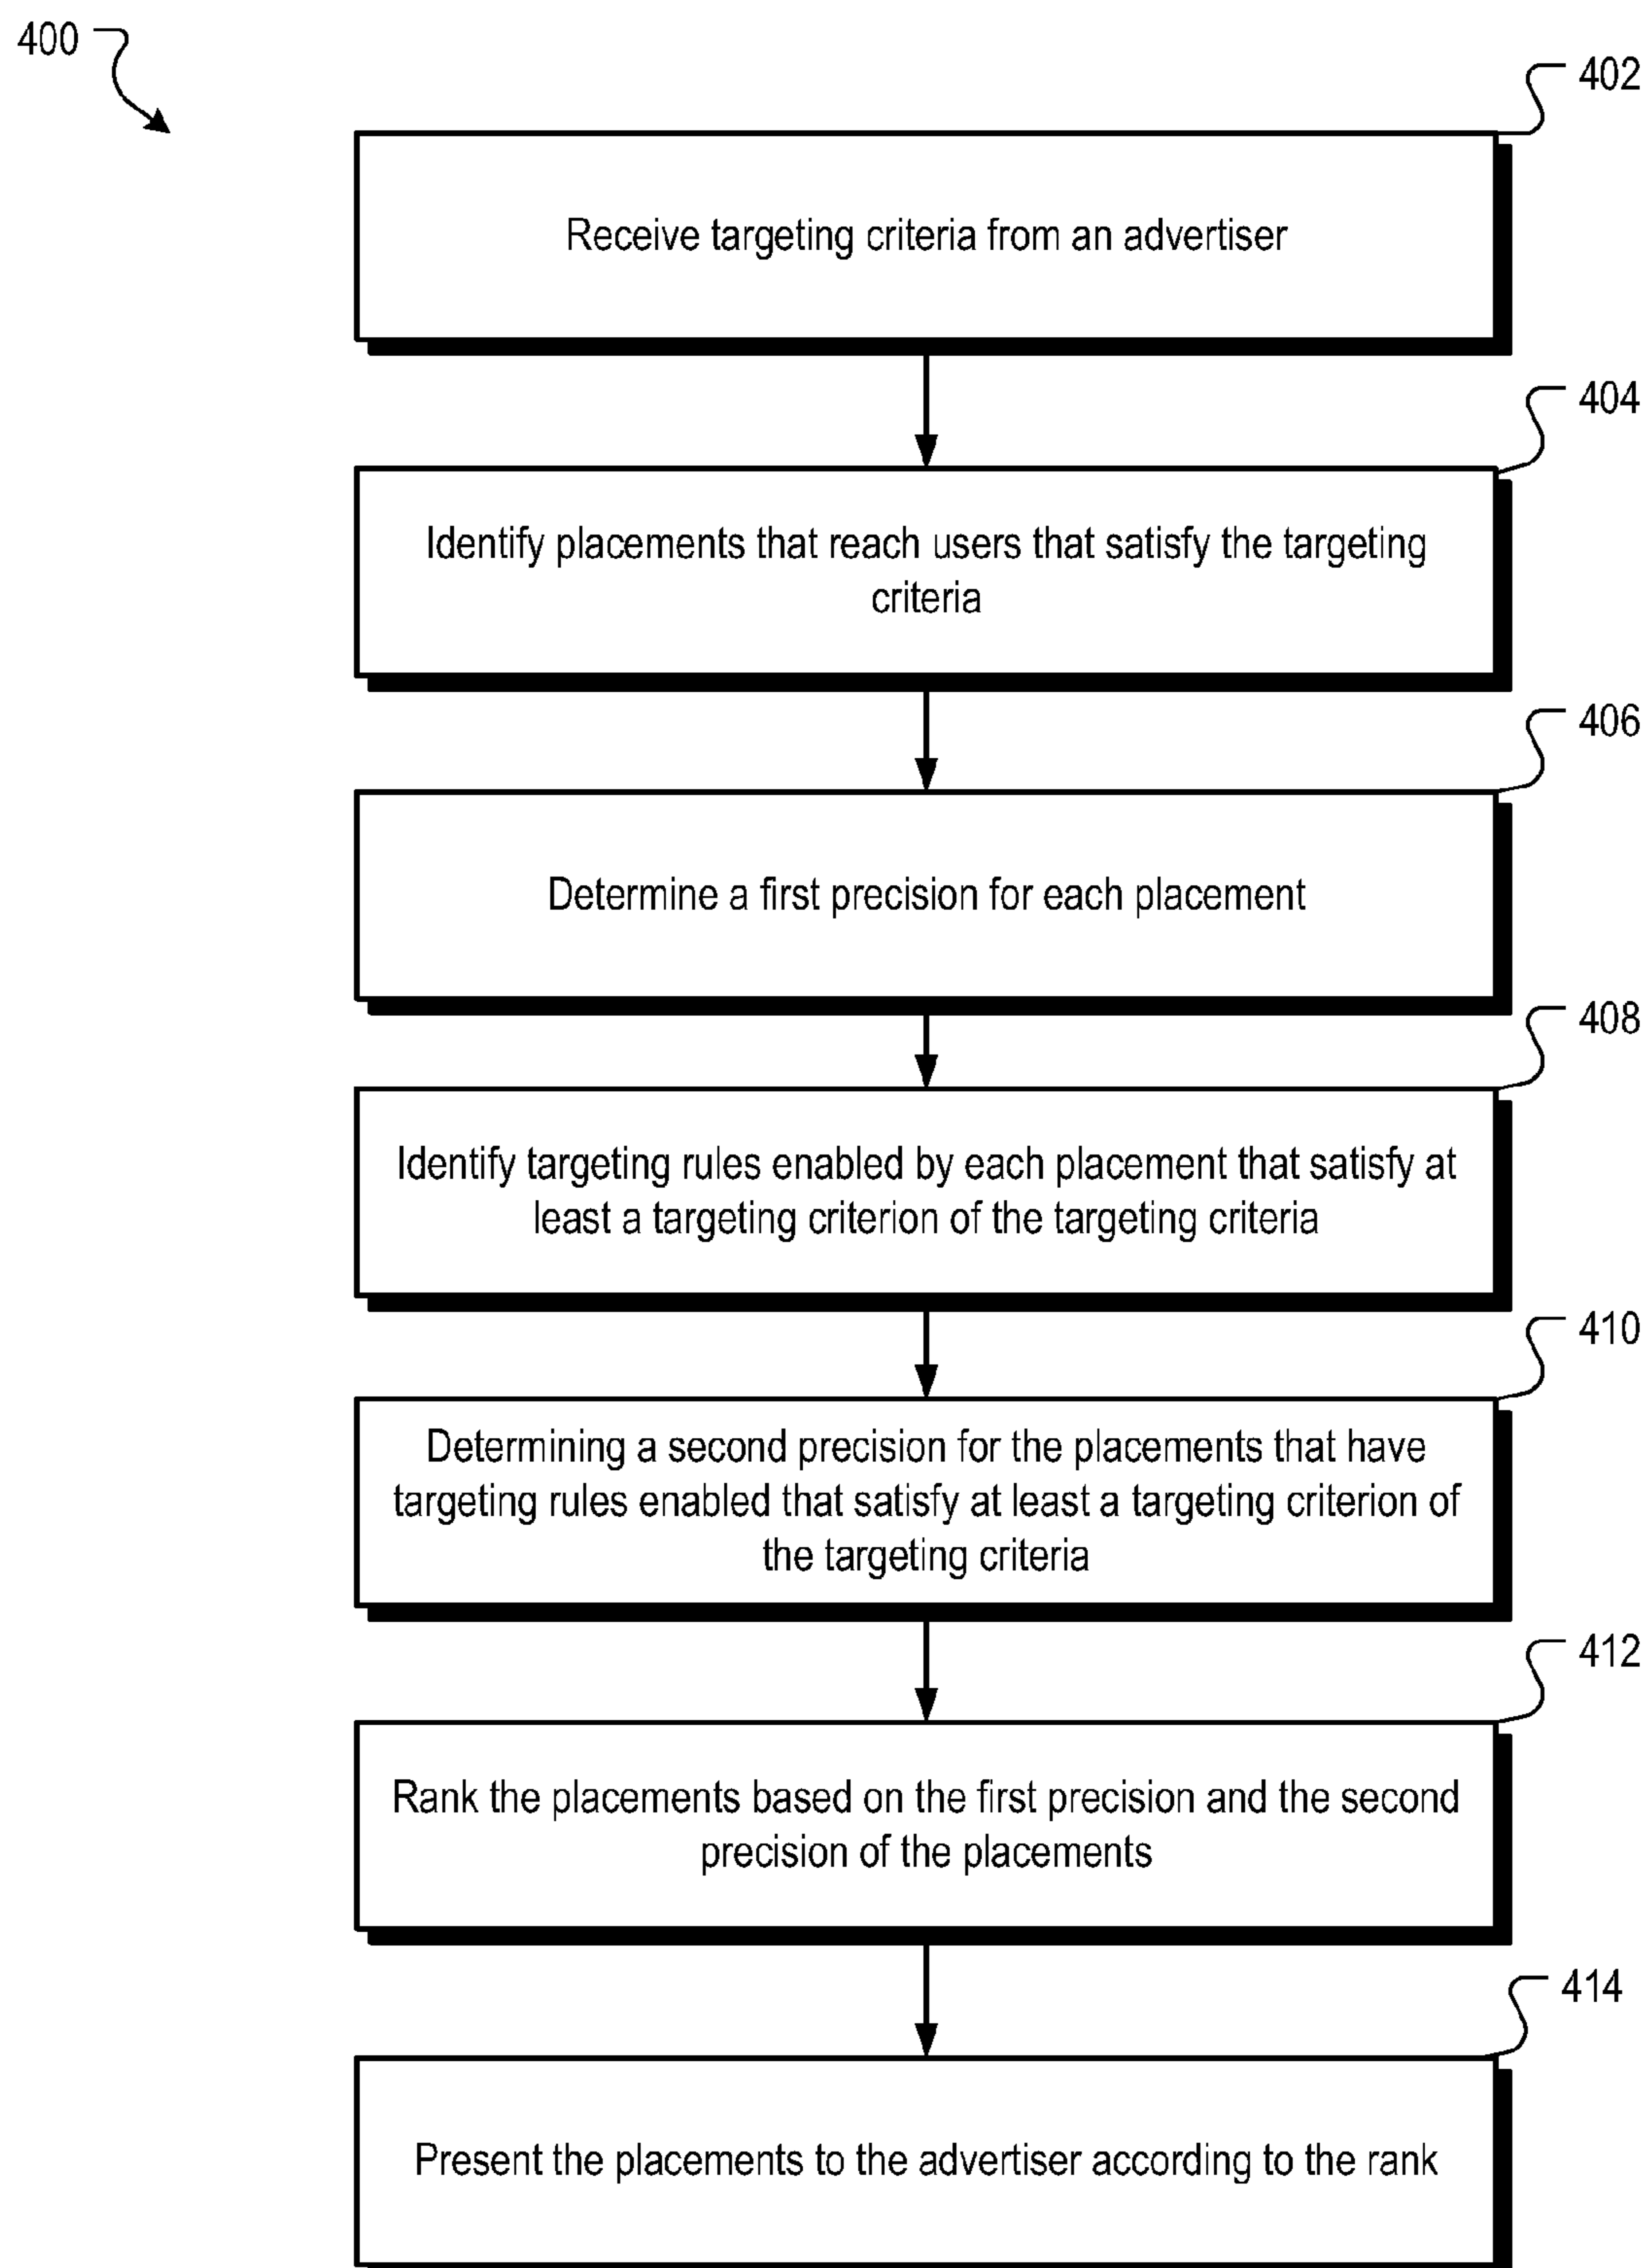 400
402
Receive targeting criteria from an advertiser
404
Identify placements that reach users that satisfy the targeting
criteria
406
Determine a first precision for each placement
408
Identify targeting rules enabled by each placement that satisfy at
least a targeting criterion of the targeting criteria
410
Determining a second precision for the placements that have
targeting rules enabled that satisfy at least a targeting criterion of
the targeting criteria
412
Rank the placements based on the first precision and the second
precision of the placements
414
Present the placements to the advertiser according to the rank